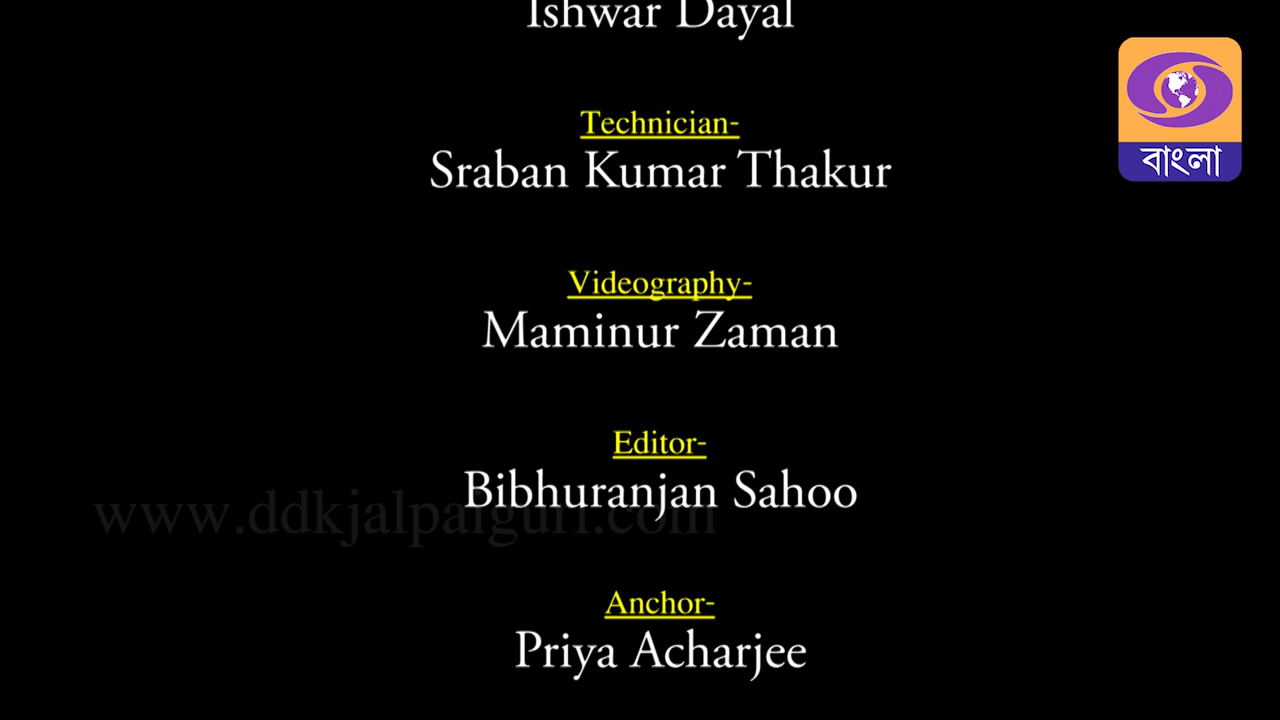 Ishwar Dayal
Technician-
Sraban Kumar Thakur
বাংলা
Videography-
Maminur Zaman
Editor-
Bibhuranjan Sahoo
www.ddkjalpaiguri.com
Anchor-
Priya Acharjee